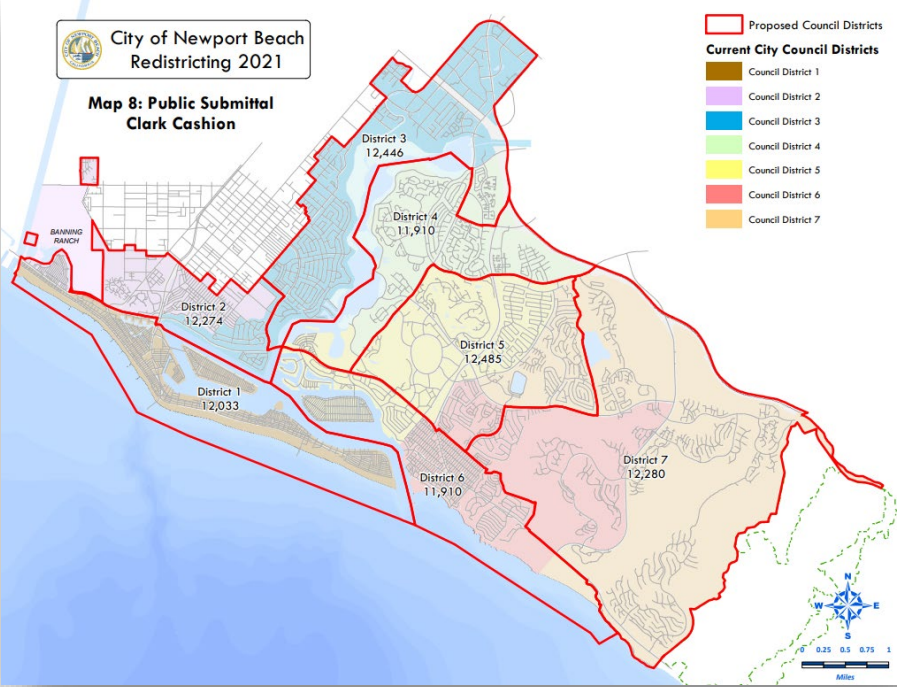 City of Newport Beach
Redistricting 2021
Map 8: Public Submittal
Clark Cashion
Proposed Council Districts
Current City Council Districts
Council District 1
Council District 2
Council District 3
Council District 4
Council District 5
Council District 6
Council District 7
District 3
12,446
District 4
11,910
BANNING
RANCH
District 2
12,274
District 5
12,485
District 1
12,033
District 7
12,280
District 6
11,910
N
W E
S
0 0.25 0.5 0.75 1
Miles